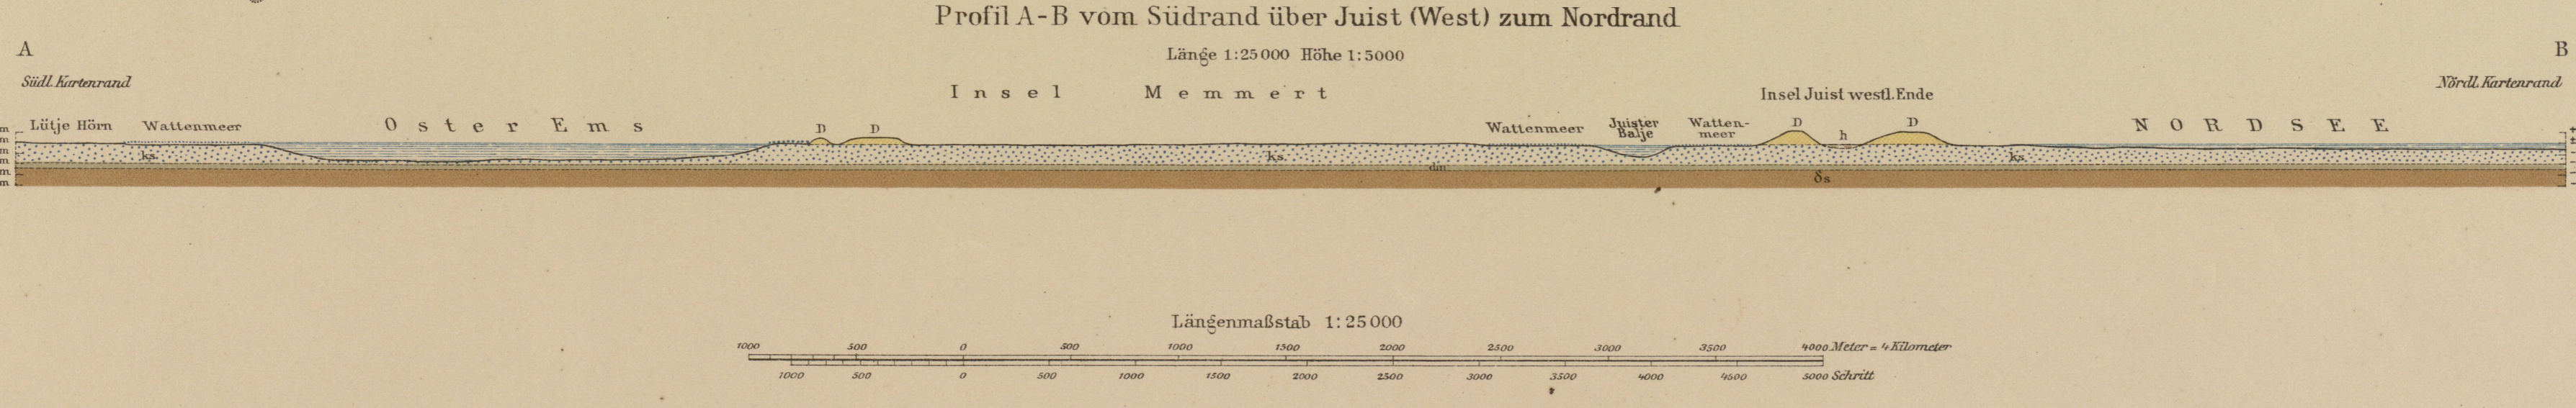 Profil A-B vom Südrand über Juist (West) zum Nordrand
A
B
Länge 1:25000 Höhe 1:5000
Südl. Kartenrand
Nördl. Kartenrand
Insel Memmert
Insel Juist westl. Ende
Lütje Hörn
Wattenmeer
Oster Ems
D
D
Wattenmeer
Juister
Balje
Watten-
meer
D
h
D
NORDSEE
m
m
m
m
m
m
ks
ks
ks
dm
δs
Längenmaßstab 1:25000
1000 500 0 500 1000 1500 2000 2500 3000 3500 4000 Meter = 4 Kilometer
1000 500 0 500 1000 1500 2000 2500 3000 3500 4000 4500 5000 Schritt